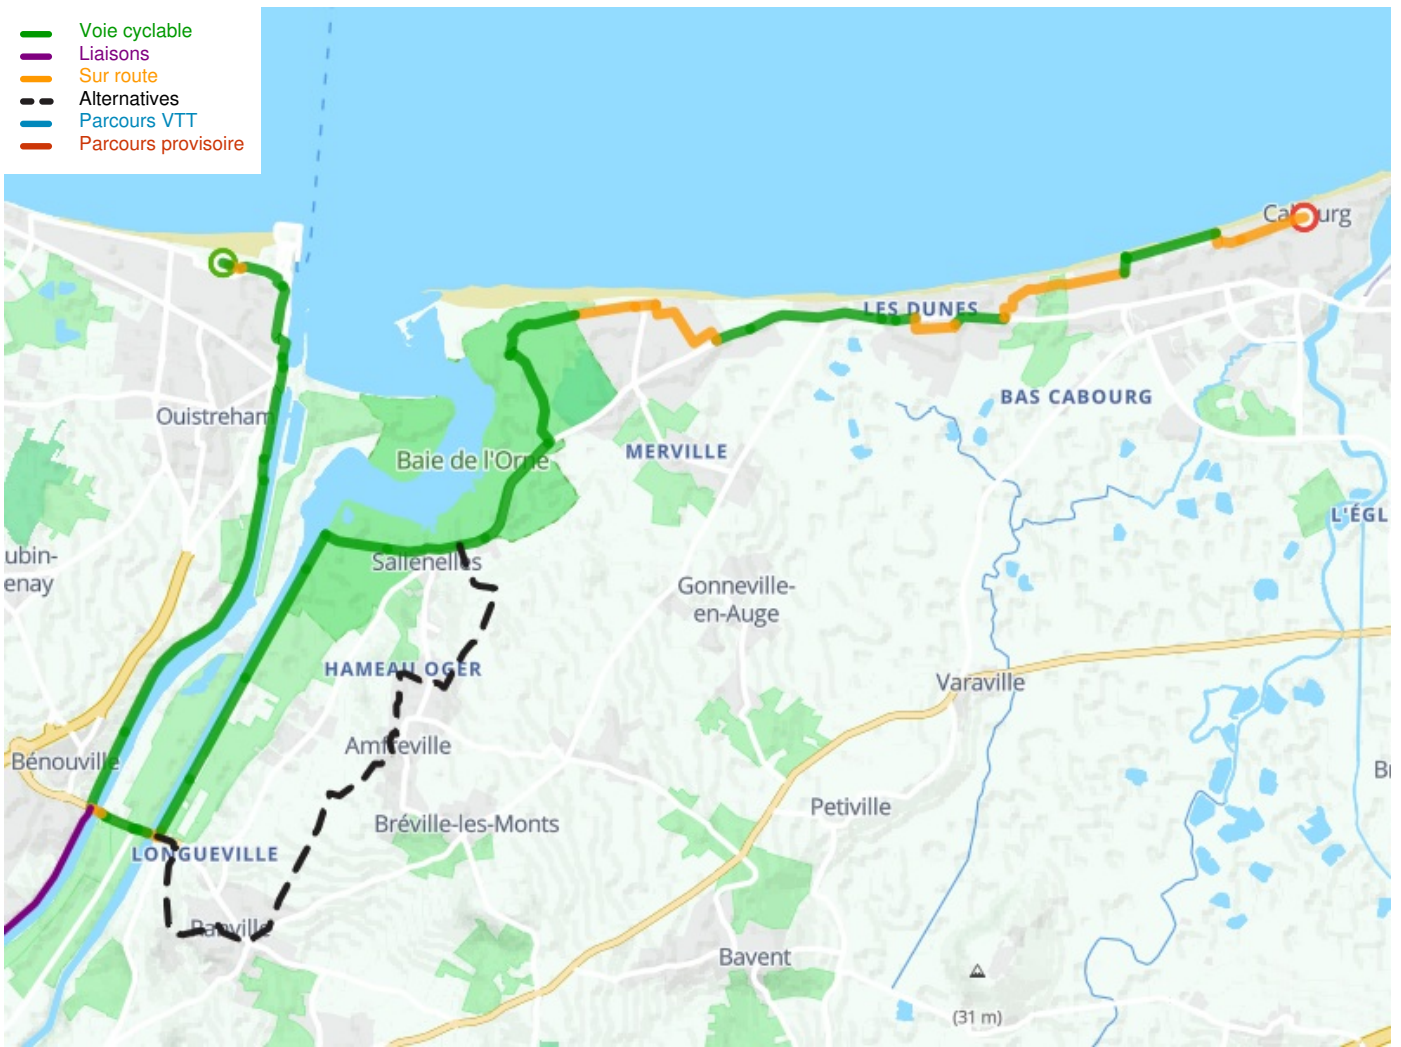 Voie cyclable
Liaisons
Sur route
Alternatives
Parcours VTT
Parcours provisoire
Cabourg
LES DUNES
BAS CABOURG
Ouistreham
Baie de l'Orne
MERVILLE
L'ÉGL
ubin-
enay
Sallenelles
Gonneville-
en-Auge
HAMEAU OGER
Varaville
Amfreville
Bénouville
Br
Petiville
Bréville-les-Monts
LONGUEVILLE
Ranville
Bavent
(31 m)